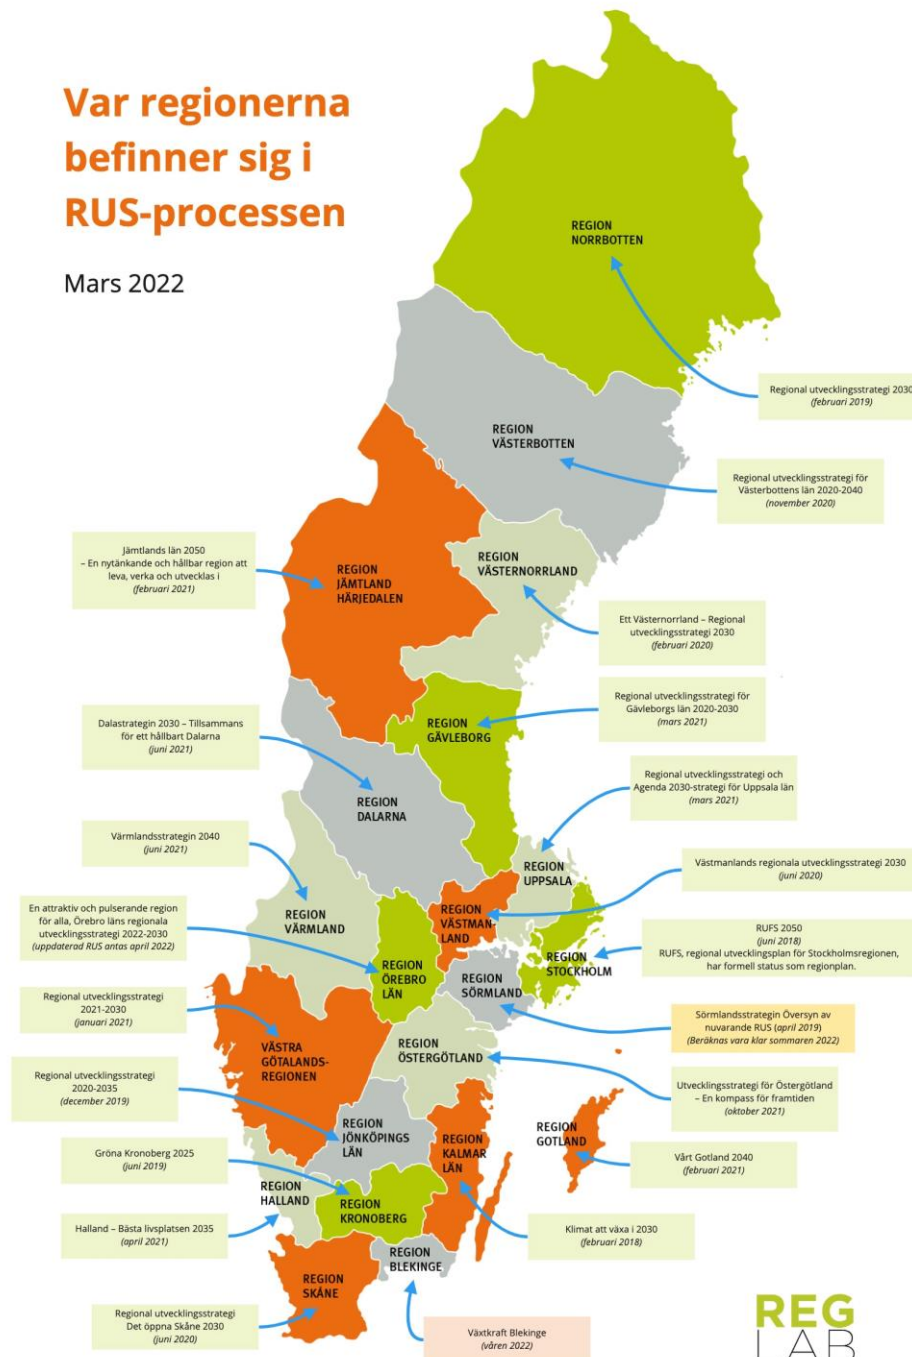 Var regionerna
befinner sig i
RUS-processen
Mars 2022
REGION
NORRBOTTEN
Regional utvecklingsstrategi 2030
(februari 2019)
REGION
VÄSTERBOTTEN
Regional utvecklingsstrategi för
Västerbottens län 2020-2040
(november 2020)
Jämtlands län 2050
– En nytänkande och hållbar region att
leva, verka och utvecklas i
(februari 2021)
REGION
JÄMTLAND
HÄRJEDALEN
REGION
VÄSTERNORRLAND
Ett Västernorrland – Regional
utvecklingsstrategi 2030
(februari 2020)
Dalastrategin 2030 – Tillsammans
för ett hållbart Dalarna
(juni 2021)
REGION
GÄVLEBORG
Regional utvecklingsstrategi för
Gävleborgs län 2020-2030
(mars 2021)
REGION
DALARNA
Regional utvecklingsstrategi och
Agenda 2030-strategi för Uppsala län
(mars 2021)
Värmlandsstrategin 2040
(juni 2021)
REGION
UPPSALA
Västmanlands regionala utvecklingsstrategi 2030
(juni 2020)
REGION
VÄRMLAND
REGION
VÄSTMAN-
LAND
En attraktiv och pulserande region
för alla, Örebro läns regionala
utvecklingsstrategi 2022-2030
(uppdaterad RUS antas april 2022)
REGION
ÖREBRO
LÄN
REGION
SÖRMLAND
REGION
STOCKHOLM
RUFS 2050
(juni 2018)
RUFS, regional utvecklingsplan för Stockholmsregionen,
har formell status som regionplan.
Regional utvecklingsstrategi
2021-2030
(januari 2021)
VÄSTRA
GÖTALANDS-
REGIONEN
REGION
ÖSTERGÖTLAND
Sörmlandsstrategin Översyn av
nuvarande RUS (april 2019)
(Beräknas vara klar sommaren 2022)
Regional utvecklingsstrategi
2020-2035
(december 2019)
REGION
JÖNKÖPINGS
LÄN
REGION
KALMAR
LÄN
REGION
GOTLAND
Utvecklingsstrategi för Östergötland
– En kompass för framtiden
(oktober 2021)
Gröna Kronoberg 2025
(juni 2019)
Vårt Gotland 2040
(februari 2021)
REGION
HALLAND
REGION
KRONOBERG
Halland – Bästa livsplatsen 2035
(april 2021)
Klimat att växa i 2030
(februari 2018)
REGION
BLEKINGE
REGION
SKÅNE
Regional utvecklingsstrategi
Det öppna Skåne 2030
(juni 2020)
Växtkraft Blekinge
(våren 2022)
REG
LAB